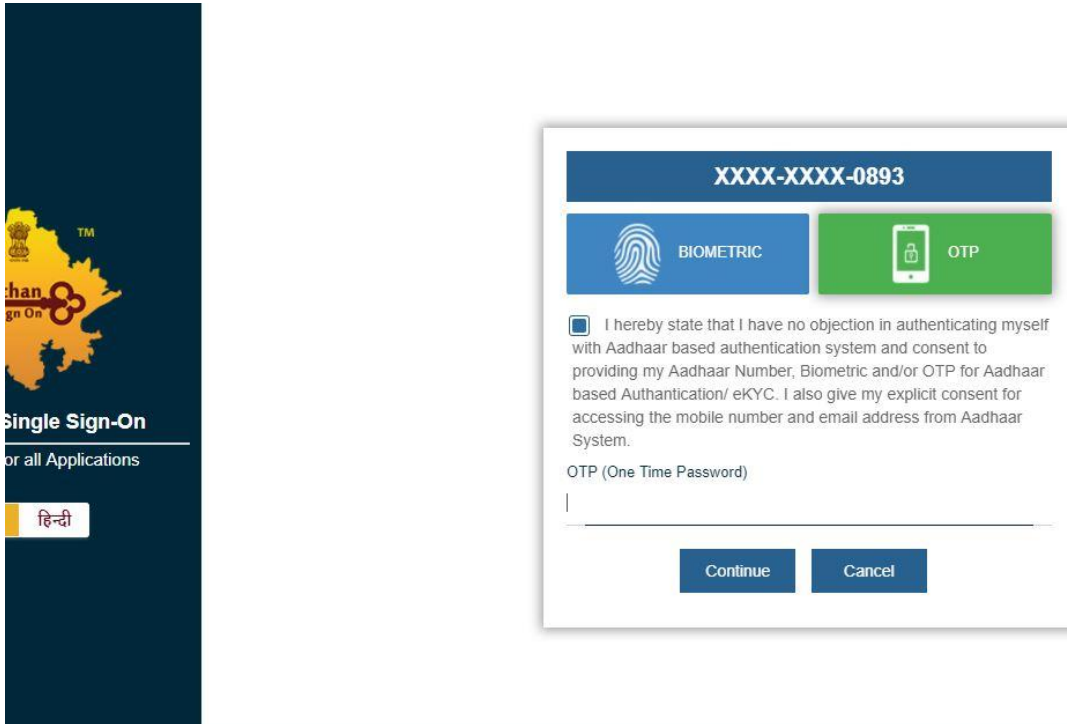 TM
than
gn On
Single Sign-On
or all Applications
हिन्दी
XXXX-XXXX-0893
BIOMETRIC
OTP
I hereby state that I have no objection in authenticating myself
with Aadhaar based authentication system and consent to
providing my Aadhaar Number, Biometric and/or OTP for Aadhaar
based Authantication/ eKYC. I also give my explicit consent for
accessing the mobile number and email address from Aadhaar
System.
OTP (One Time Password)
Continue
Cancel